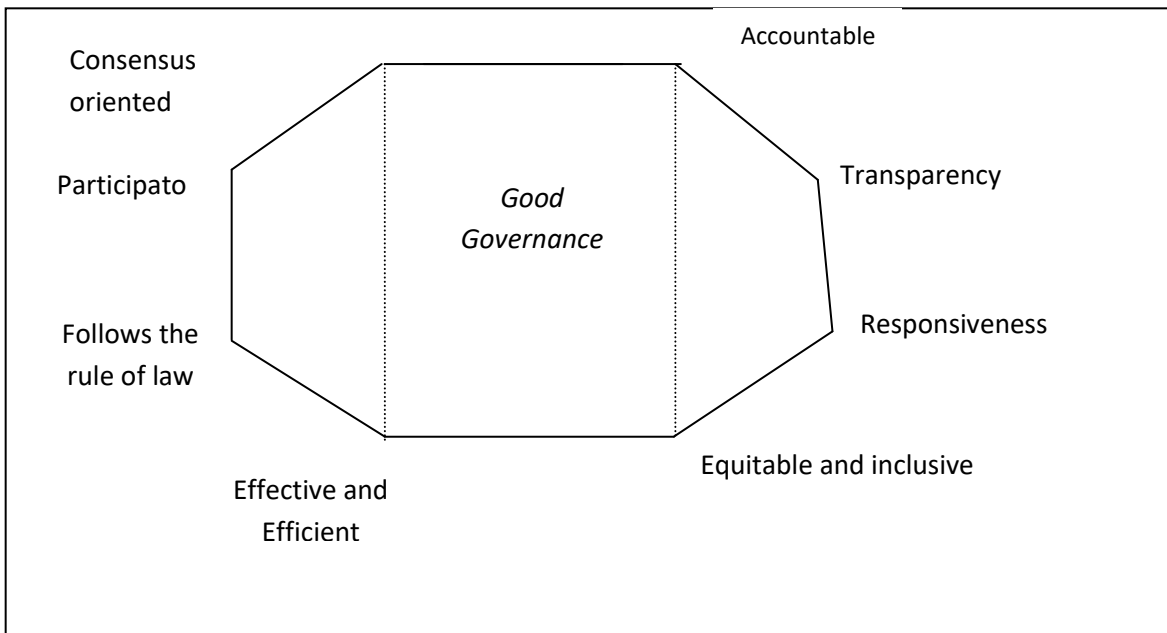 Accountable
Consensus
oriented
Participato
Transparency
Good
Governance
Follows the
rule of law
Responsiveness
Equitable and inclusive
Effective and
Efficient